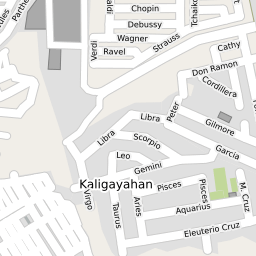 Chopin
Debussy
Wagner
Ravel
Verdi
Strauss
Cathy
Don Ramon
Cordillera
Peter
Libra
Gilmore
Libra
Scorpio
Garcia
Leo
Gemini
Kaligayahan
Pisces
Pisces
M. Cruz
Virgo
Taurus
Aries
Aquarius
Eleuterio Cruz